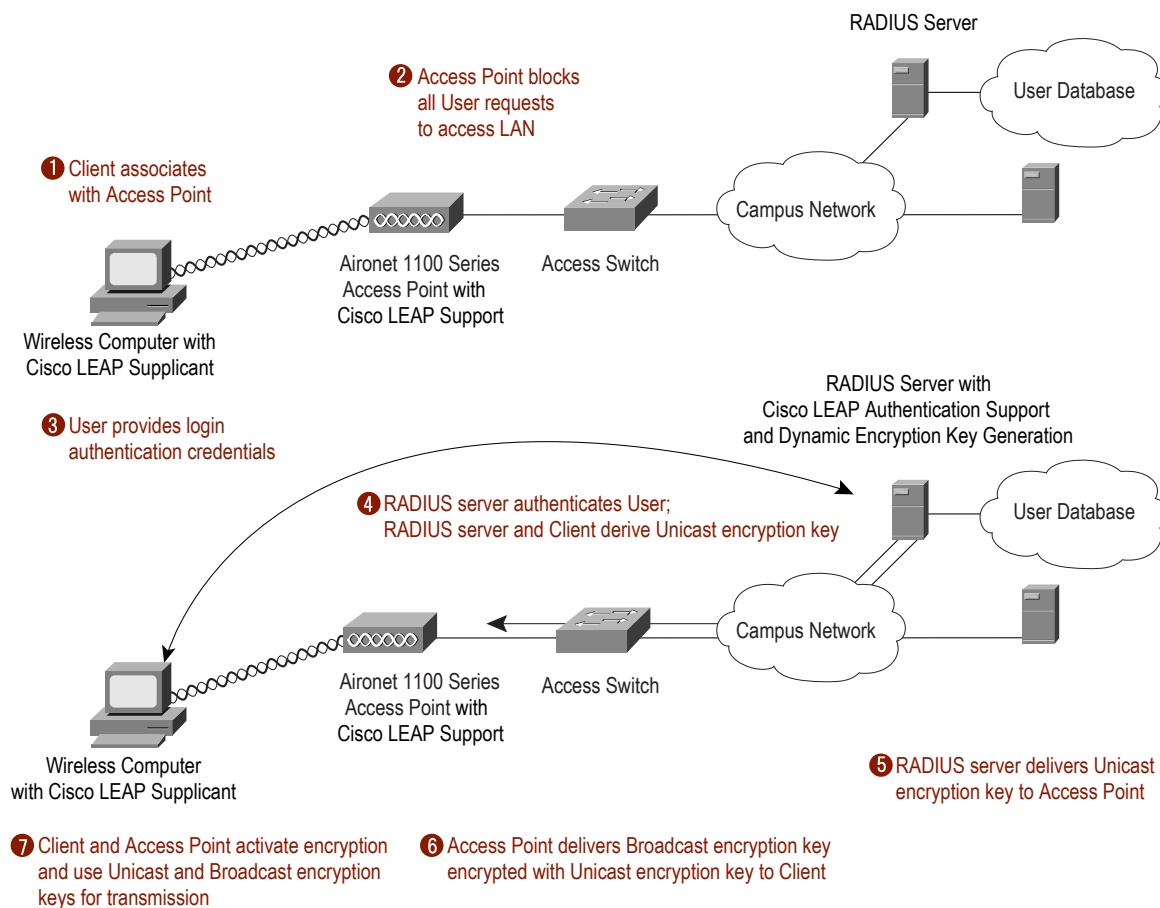 RADIUS Server
User Database
2 Access Point blocks
all User requests
to access LAN
1 Client associates
with Access Point
Campus Network
Aironet 1100 Series
Access Point with
Cisco LEAP Support
Access Switch
Wireless Computer with
Cisco LEAP Supplicant
RADIUS Server with
Cisco LEAP Authentication Support
and Dynamic Encryption Key Generation
3 User provides login
authentication credentials
4 RADIUS server authenticates User;
RADIUS server and Client derive Unicast encryption key
User Database
Campus Network
Aironet 1100 Series
Access Point with
Cisco LEAP Support
Access Switch
Wireless Computer
with Cisco LEAP Supplicant
5 RADIUS server delivers Unicast
encryption key to Access Point
7 Client and Access Point activate encryption
and use Unicast and Broadcast encryption
keys for transmission
6 Access Point delivers Broadcast encryption key
encrypted with Unicast encryption key to Client